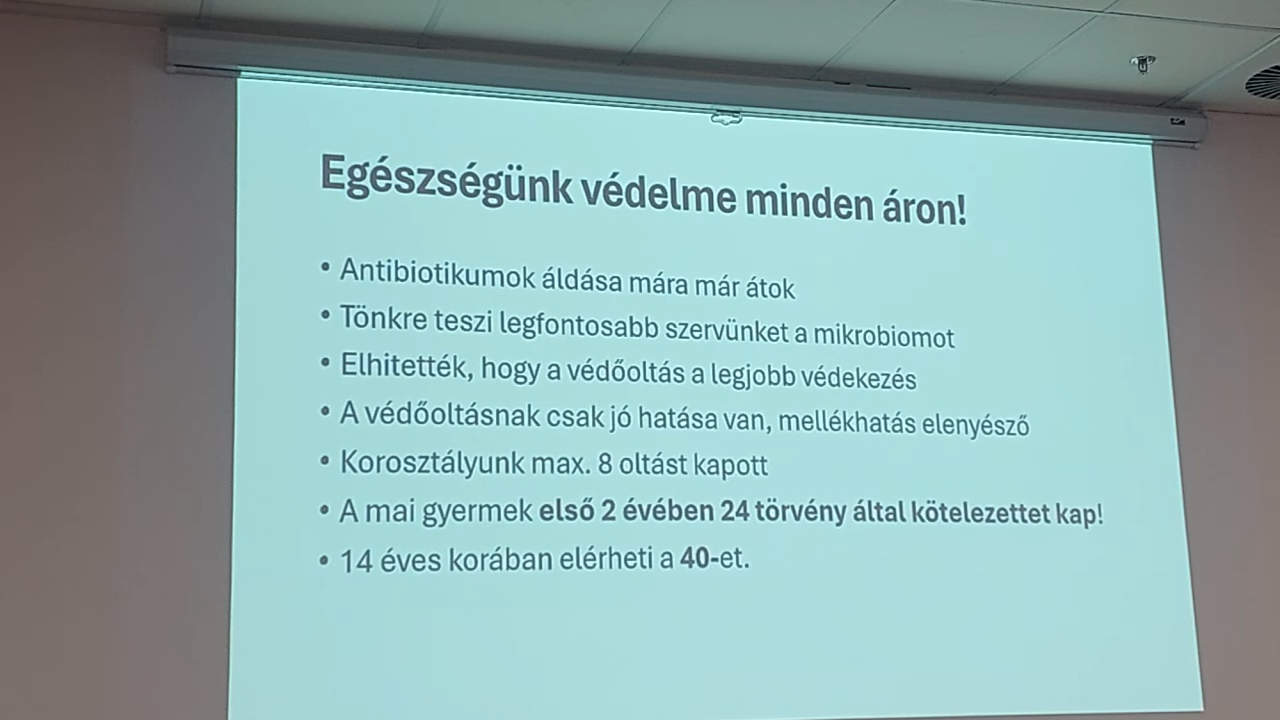 Egészségünk védelme minden áron!
• Antibiotikumok áldása mára már átok
• Tönkre teszi legfontosabb szervünket a mikrobiomot
• Elhitették, hogy a védőoltás a legjobb védekezés
• A védőoltásnak csak jó hatása van, mellékhatás elenyésző
• Korosztályunk max. 8 oltást kapott
• A mai gyermek első 2 évében 24 törvény által kötelezettet kap!
• 14 éves korában elérheti a 40-et.